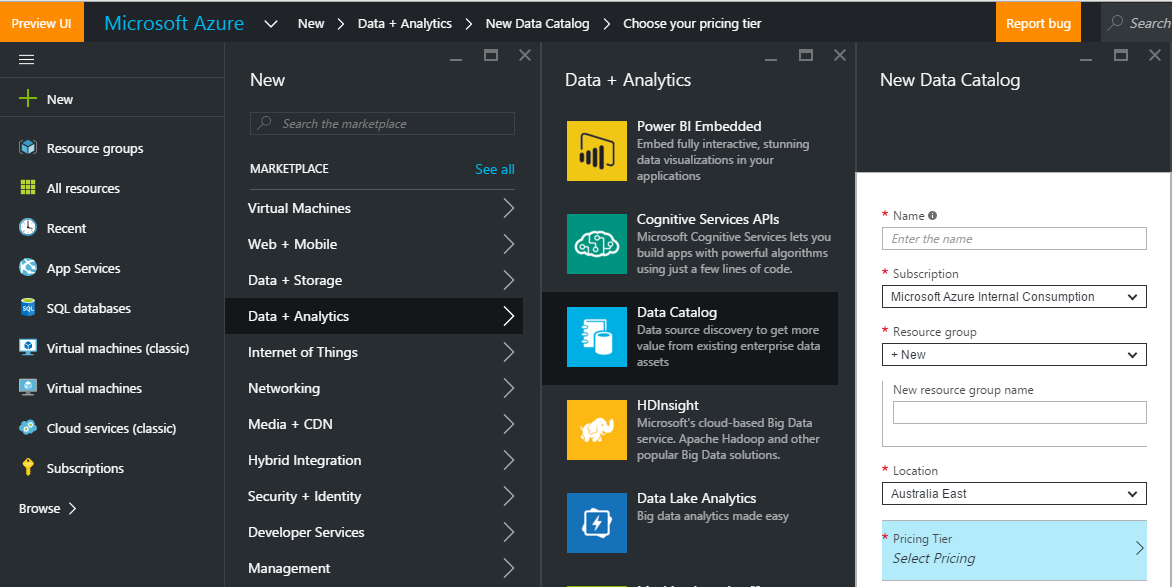 Preview UI
Microsoft Azure
New
Data + Analytics
New Data Catalog
Choose your pricing tier
Report bug
Search
New
Resource groups
All resources
Recent
App Services
SQL databases
Virtual machines (classic)
Virtual machines
Cloud services (classic)
Subscriptions
Browse
New
Search the marketplace
MARKETPLACE
See all
Virtual Machines
Web + Mobile
Data + Storage
Data + Analytics
Internet of Things
Networking
Media + CDN
Hybrid Integration
Security + Identity
Developer Services
Management
Data + Analytics
Power BI Embedded
Embed fully interactive, stunning
data visualizations in your
applications
Cognitive Services APIs
Microsoft Cognitive Services lets you
build apps with powerful algorithms
using just a few lines of code.
Data Catalog
Data source discovery to get more
value from existing enterprise data
assets
HDInsight
Microsoft's cloud-based Big Data
service. Apache Hadoop and other
popular Big Data solutions.
Data Lake Analytics
Big data analytics made easy
New Data Catalog
* Name
Enter the name
* Subscription
Microsoft Azure Internal Consumption
* Resource group
+ New
New resource group name
* Location
Australia East
* Pricing Tier
Select Pricing